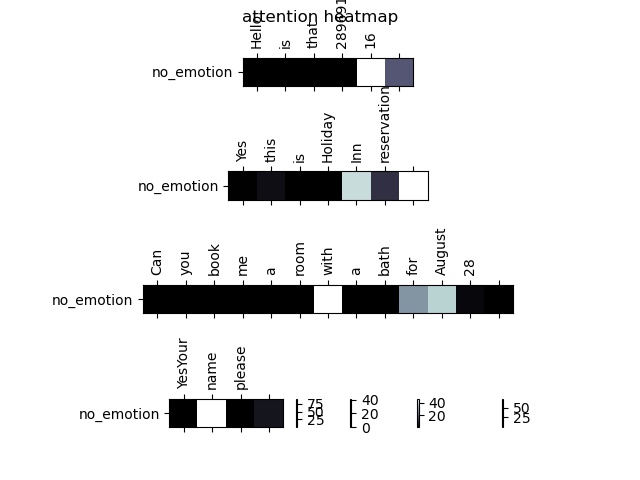 attention heatmap
Hello is that 16
no_emotion
Yes this is Holiday Inn reservation
no_emotion
Can you book me a room with a bath for August 28
no_emotion
YesYour name please
no_emotion
75 50 25
40 20 0
40 20
50 25